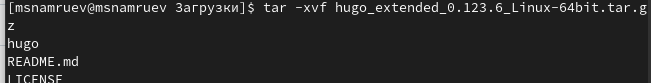 [msnamruev@msnamruev Загрузки]$ tar -xvf hugo_extended_0.123.6_Linux-64bit.tar.g
z
hugo
README.md
LICENSE